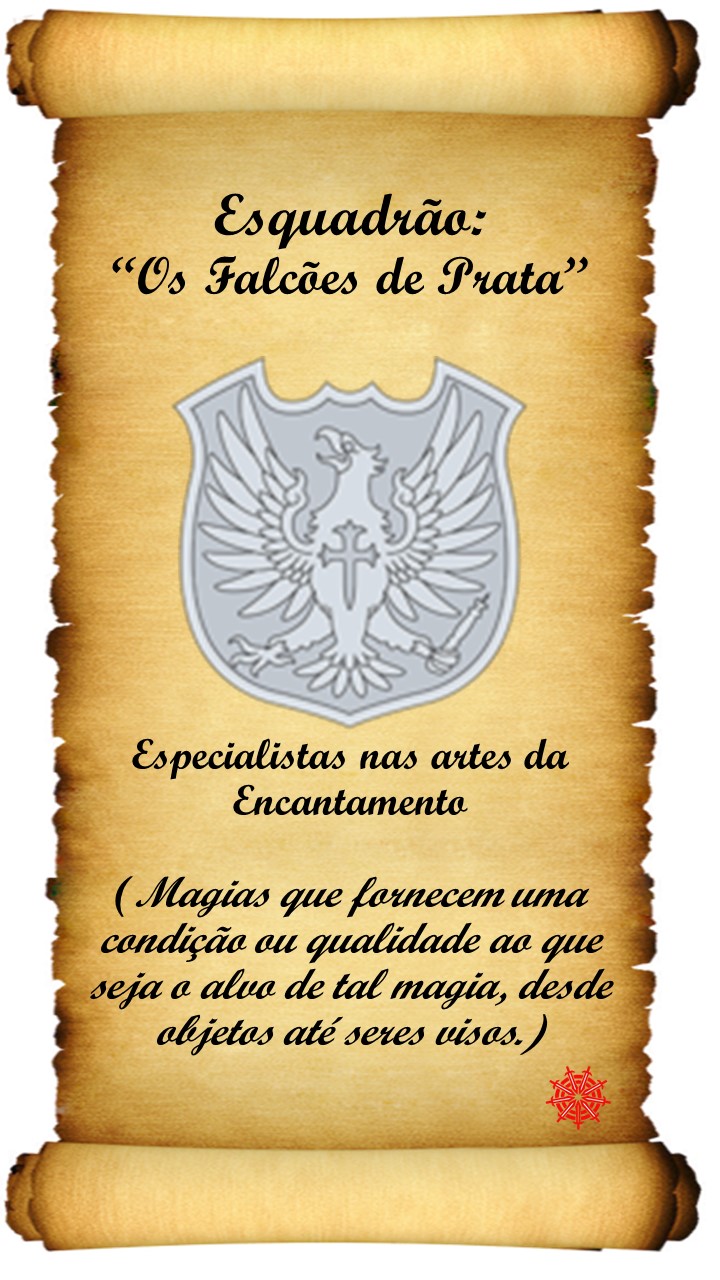 Esquadrão:
“Os Falcões de Prata”
Especialistas nas artes da
Encantamento
( Magias que fornecem uma
condição ou qualidade ao que
seja o alvo de tal magia, desde
objetos até seres visos.)